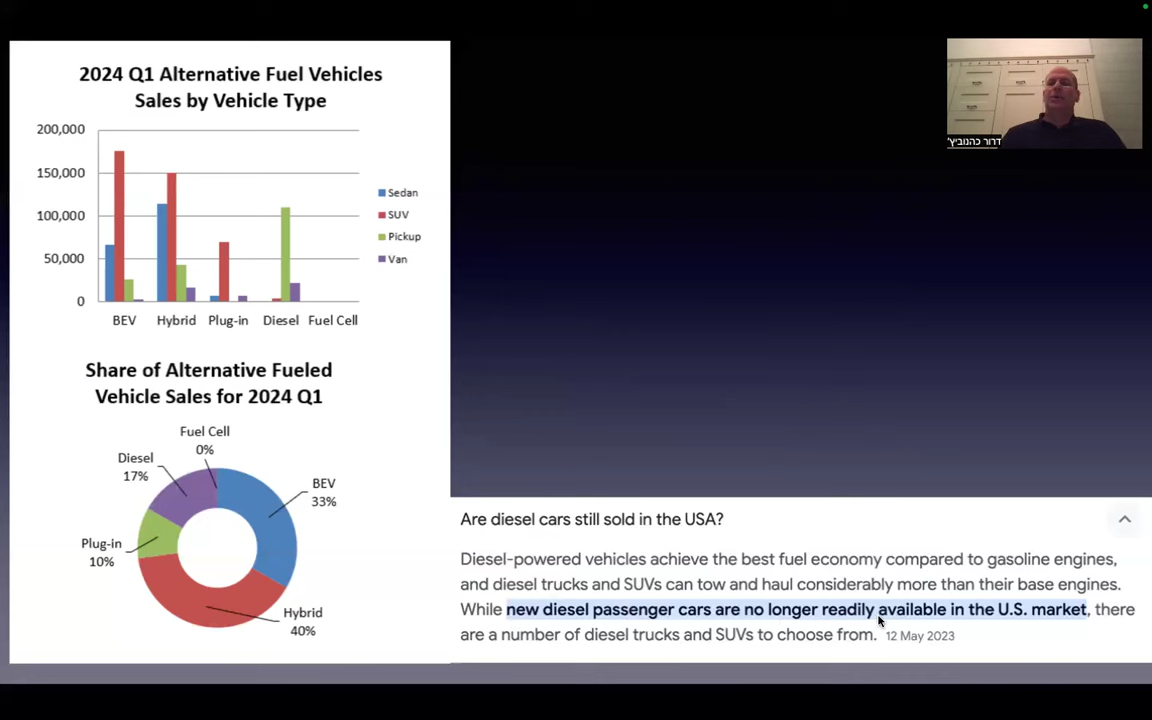 2024 Q1 Alternative Fuel Vehicles
Sales by Vehicle Type
200,000
150,000
100,000
50,000
0
Sedan
SUV
Pickup
Van
BEV Hybrid Plug-in Diesel Fuel Cell
Share of Alternative Fueled
Vehicle Sales for 2024 Q1
Fuel Cell
0%
Diesel
17%
BEV
33%
Plug-in
10%
Hybrid
40%
דרור כהנוביץ'
Are diesel cars still sold in the USA?
Diesel-powered vehicles achieve the best fuel economy compared to gasoline engines,
and diesel trucks and SUVs can tow and haul considerably more than their base engines.
While new diesel passenger cars are no longer readily available in the U.S. market, there
are a number of diesel trucks and SUVs to choose from. 12 May 2023